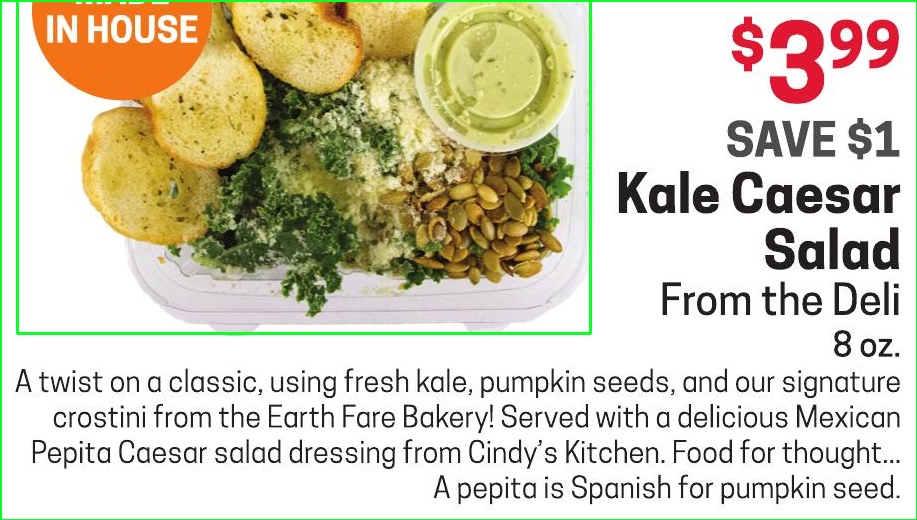 MADE
IN HOUSE
$3.99
SAVE $1
Kale Caesar
Salad
From the Deli
8 oz.
A twist on a classic, using fresh kale, pumpkin seeds, and our signature
crostini from the Earth Fare Bakery! Served with a delicious Mexican
Pepita Caesar salad dressing from Cindy's Kitchen. Food for thought...
A pepita is Spanish for pumpkin seed.